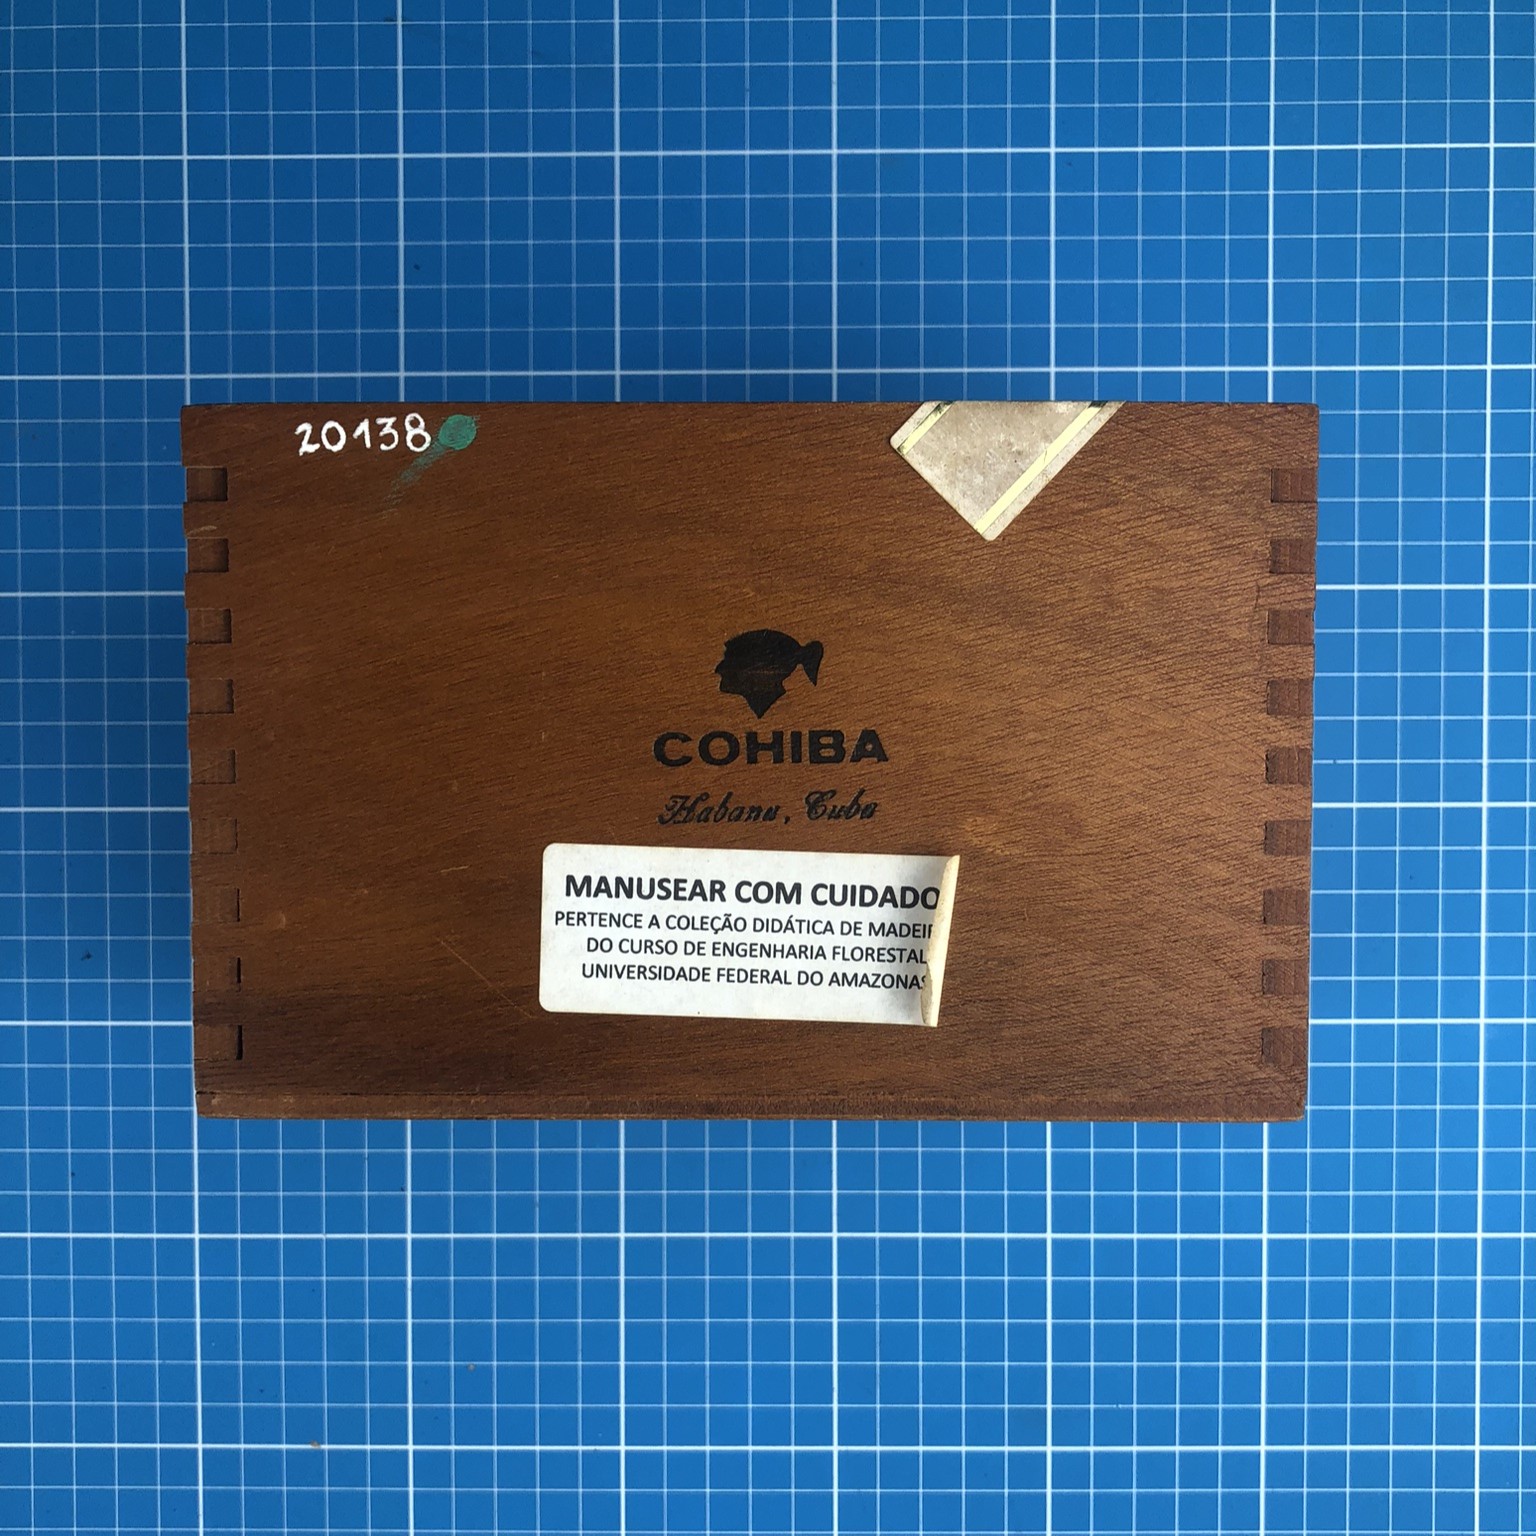 20138
COHIBA
Habana, Cuba
MANUSEAR COM CUIDADO
PERTENCE A COLEÇÃO DIDÁTICA DE MADEIR
DO CURSO DE ENGENHARIA FLORESTAL
UNIVERSIDADE FEDERAL DO AMAZONAS